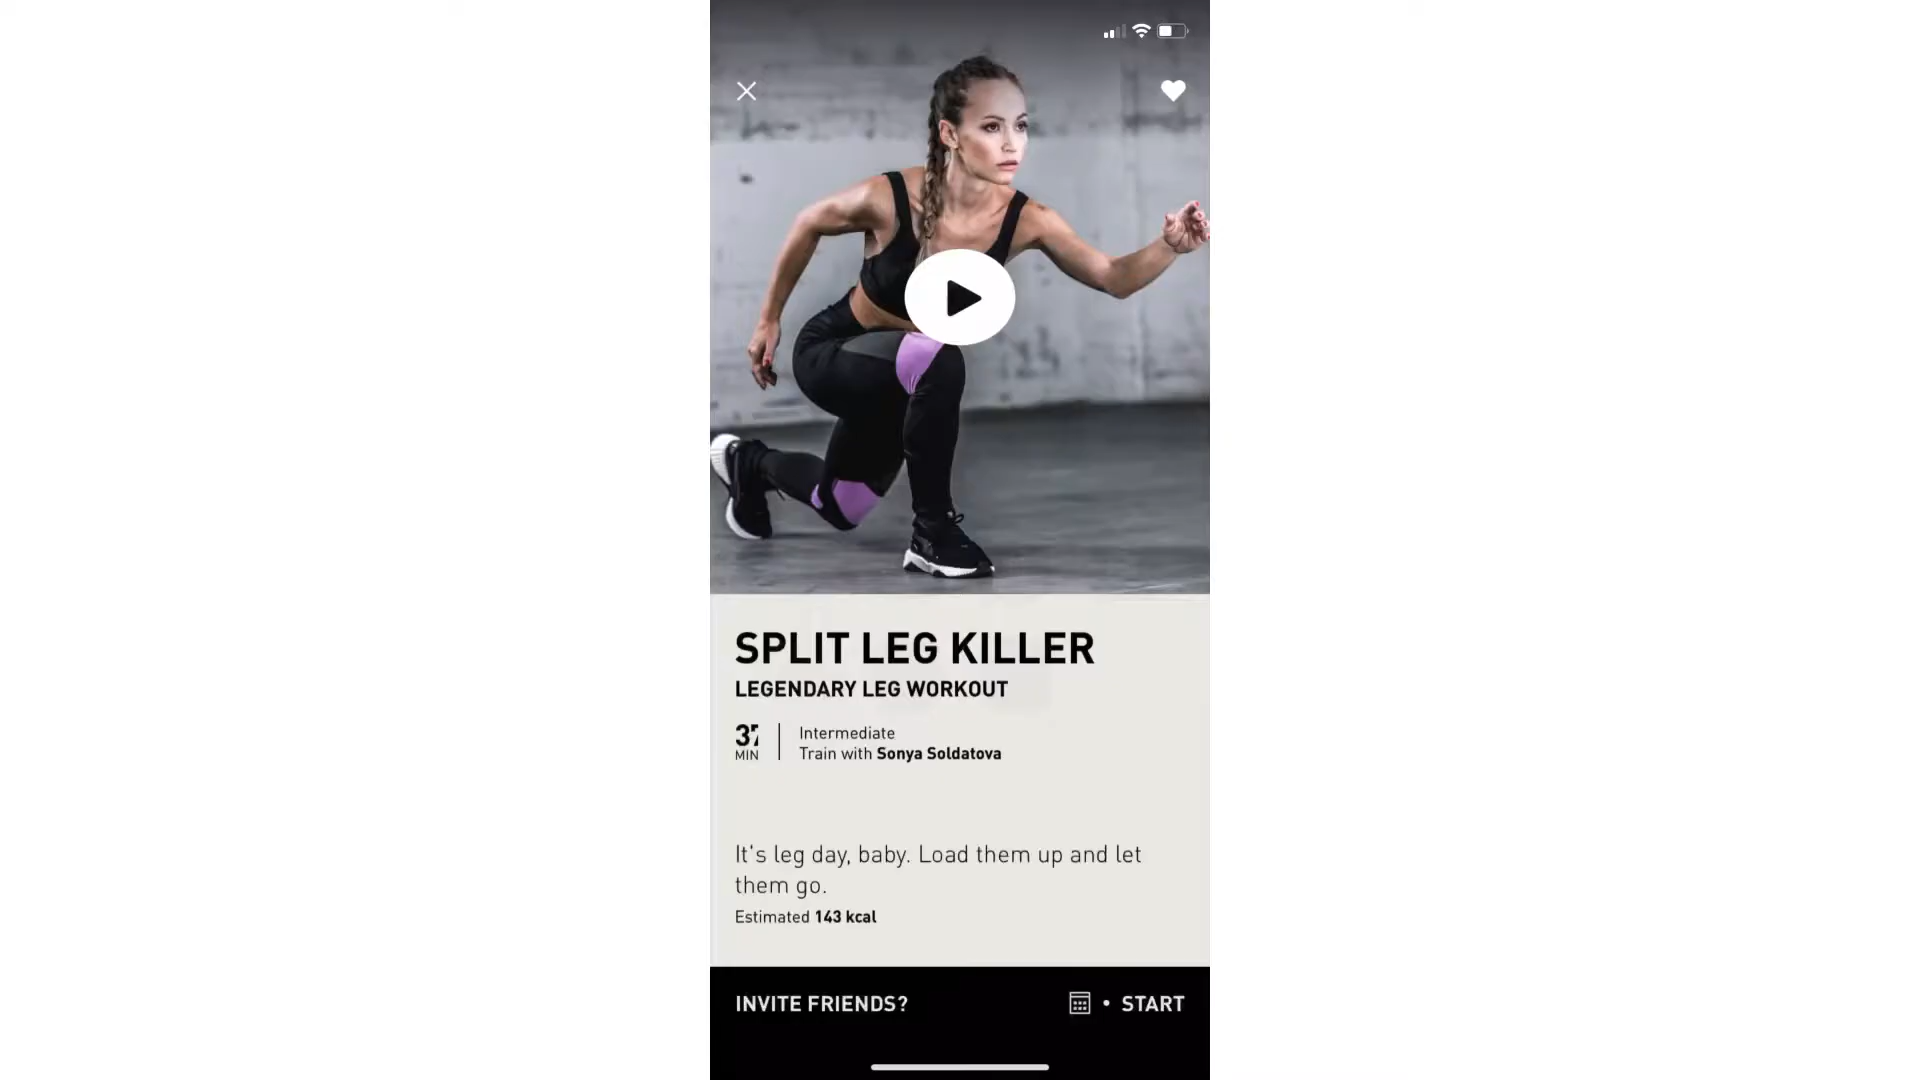 SPLIT LEG KILLER
LEGENDARY LEG WORKOUT
37
MIN
Intermediate
Train with Sonya Soldatova
It's leg day, baby. Load them up and let
them go.
Estimated 143 kcal
INVITE FRIENDS?
• START